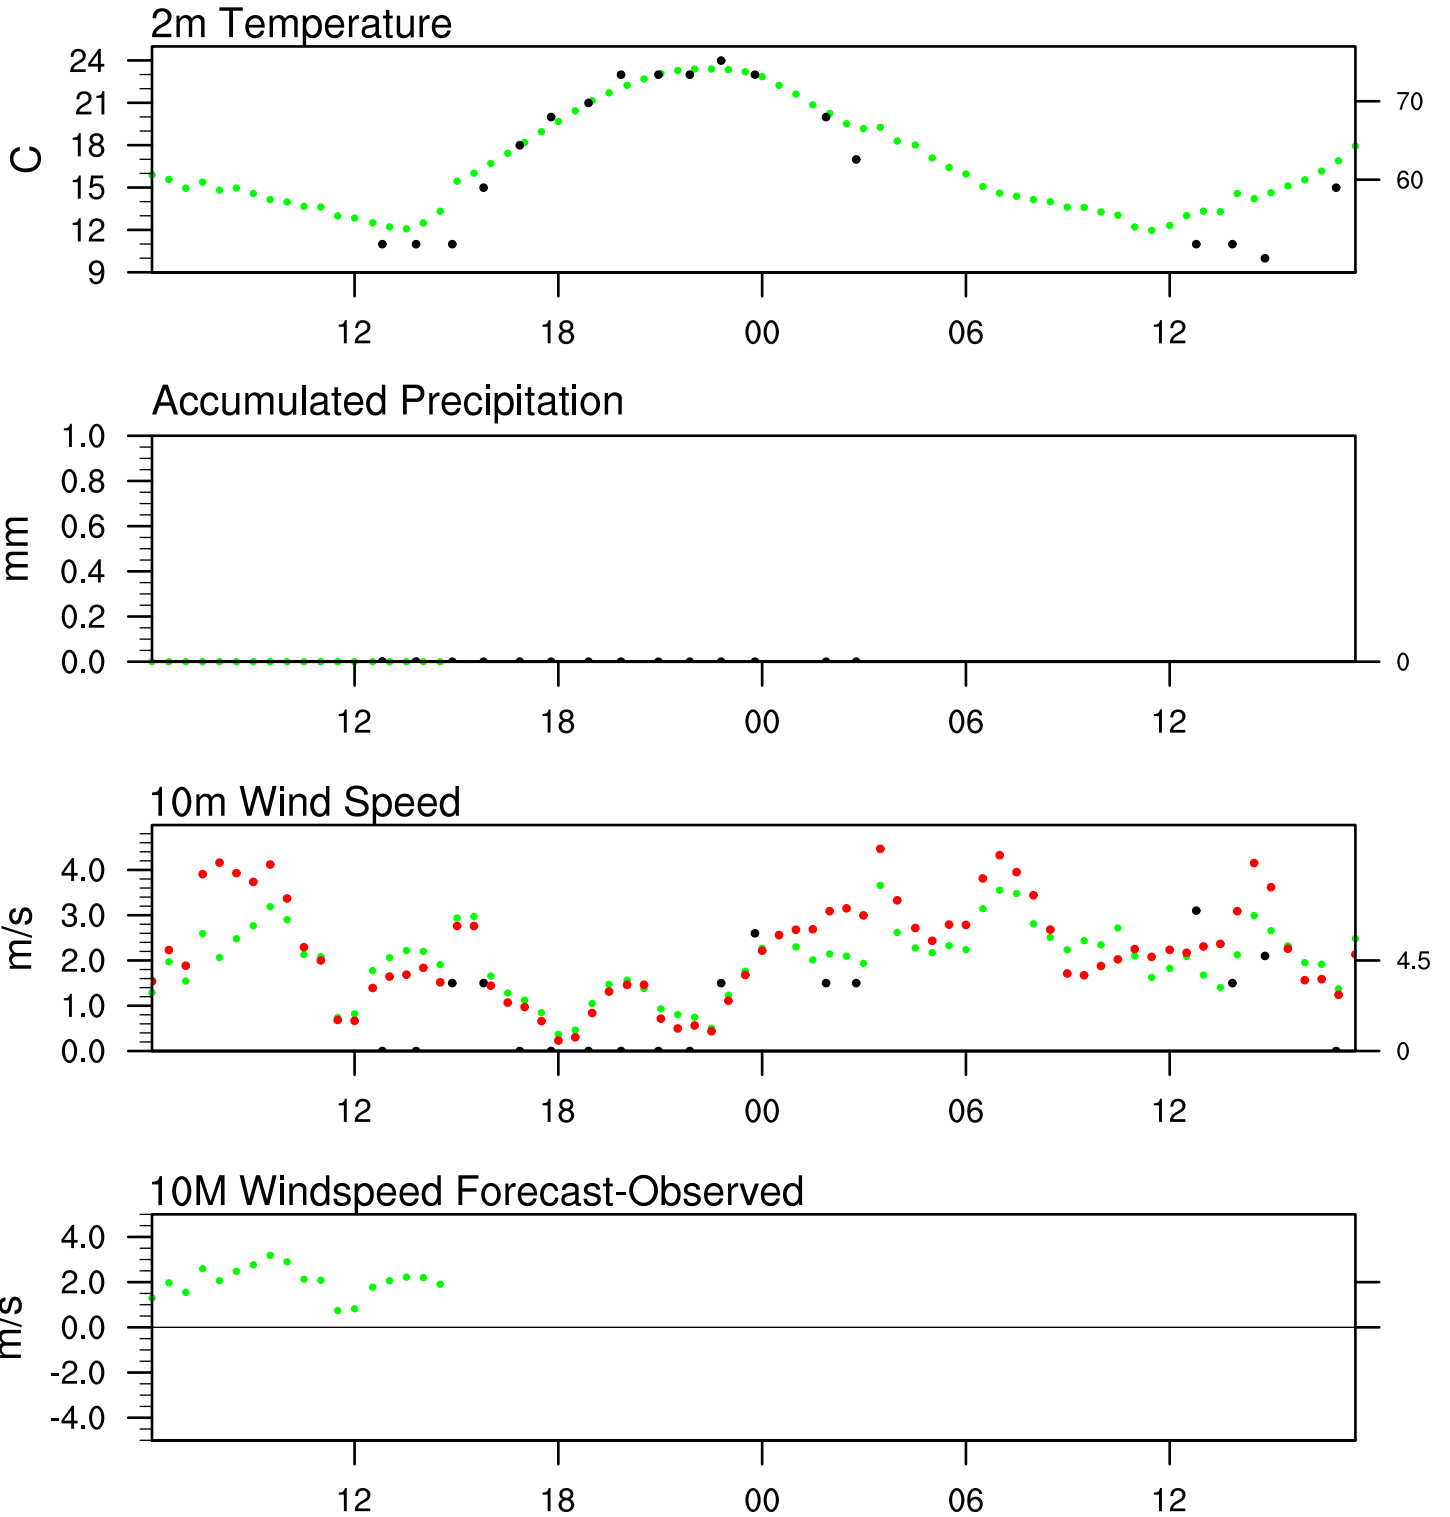 2m Temperature
24
21
18
15
12
9
C
70
60
12 18 00 06 12
Accumulated Precipitation
1.0
0.8
0.6
0.4
0.2
0.0
mm
0
12 18 00 06 12
10m Wind Speed
4.0
3.0
2.0
1.0
0.0
m/s
4.5
0
12 18 00 06 12
10M Windspeed Forecast-Observed
4.0
2.0
0.0
-2.0
-4.0
m/s
12 18 00 06 12